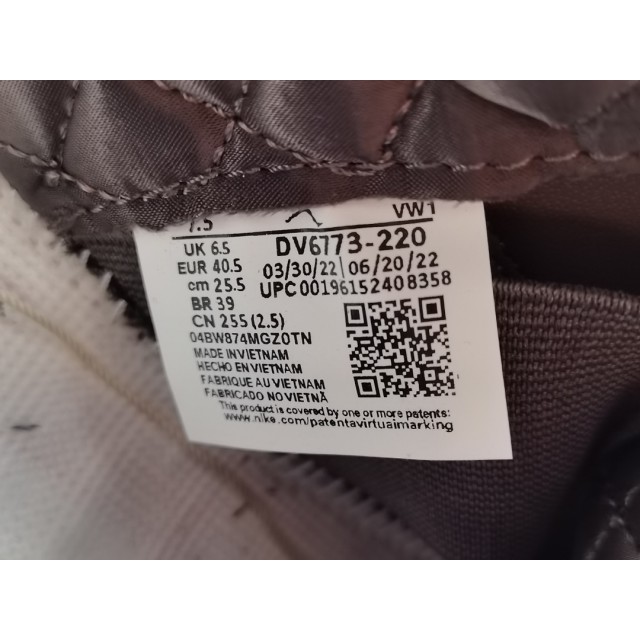 7.5 VW1
UK 6.5 DV6773-220
EUR 40.5 03/30/22 06/20/22
cm 25.5 UPC 00196152408358
BR 39
CN 255 (2.5)
04BW874MGZ0TN
MADE IN VIETNAM
HECHO EN VIETNAM
FABRIQUE AU VIETNAM
FABRICADO NO VIETNÃ
This product is covered by one or more patents:
www.nike.com/patentavirtualmarking